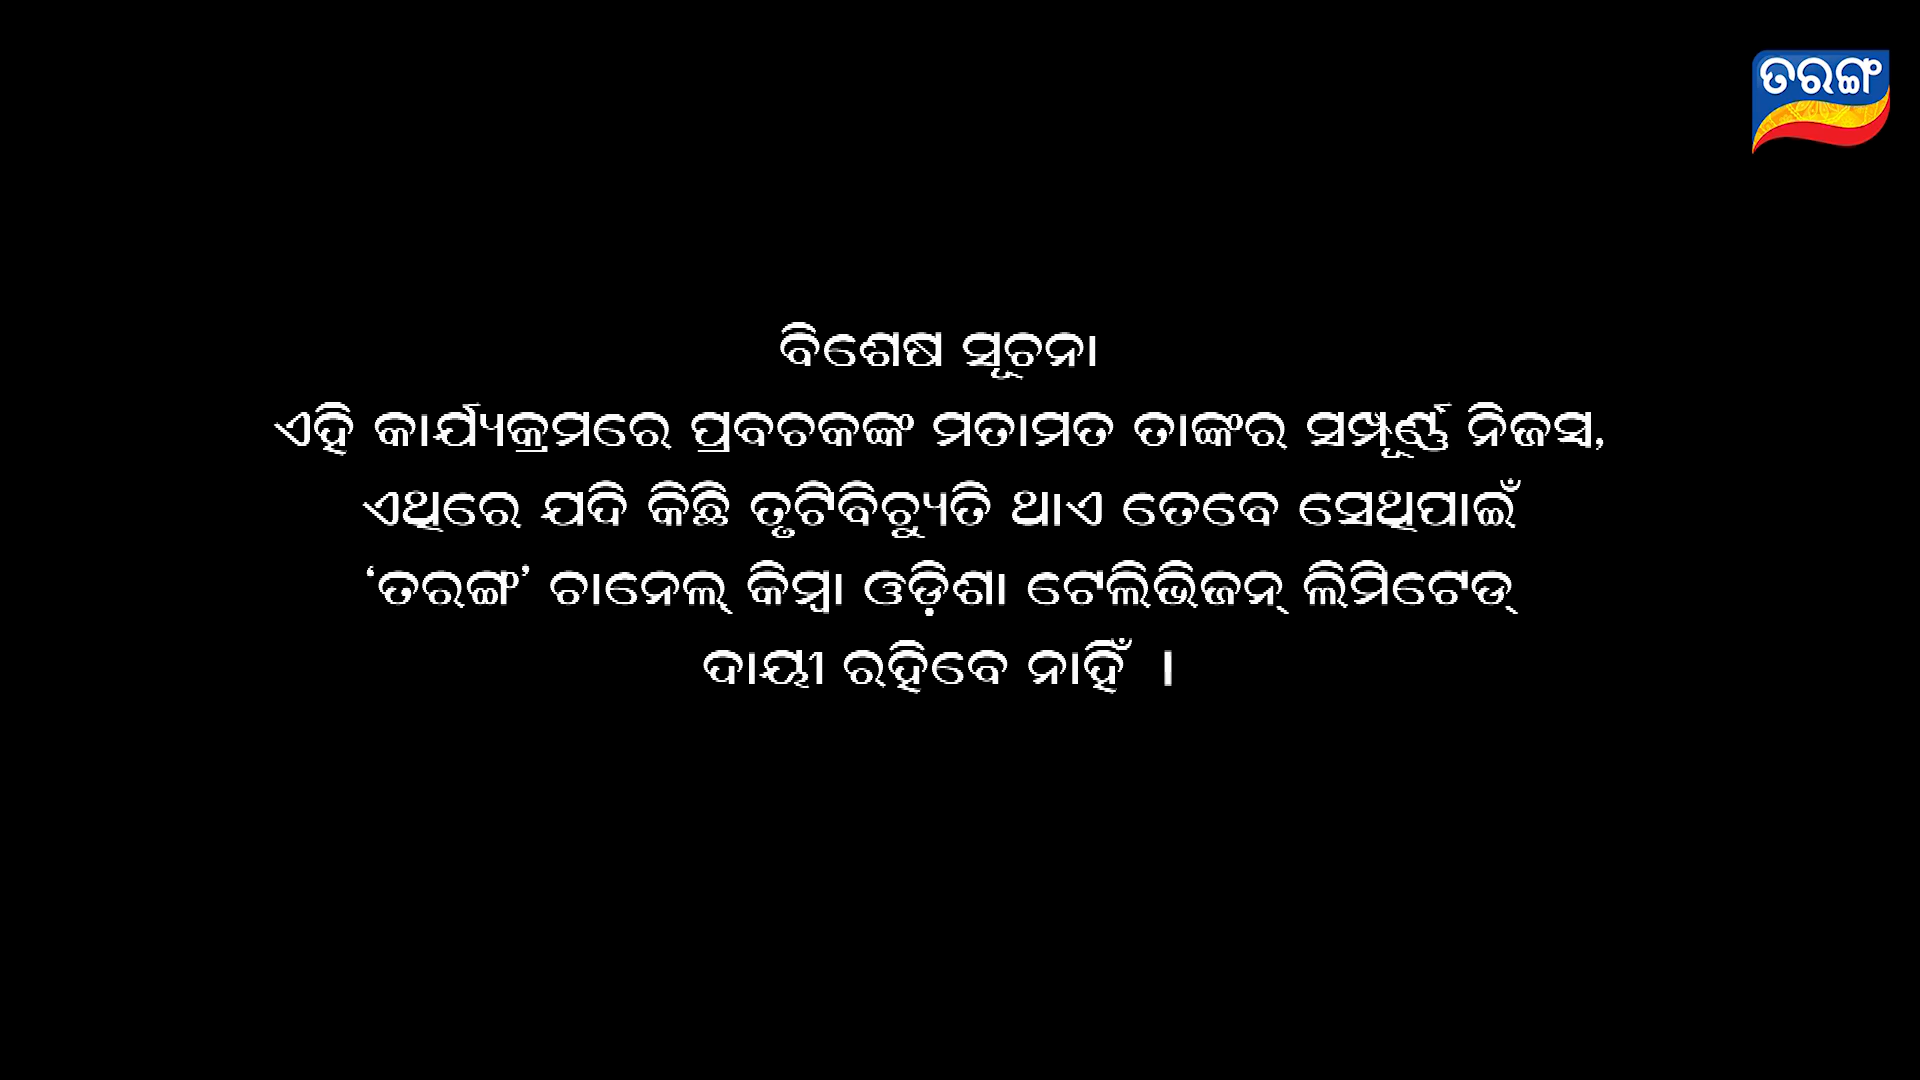 ତରଙ୍ଗ
ବିଶେଷ ସୂଚନା
ଏହି କାର୍ଯ୍ୟକ୍ରମରେ ପ୍ରବଚକଙ୍କ ମତାମତ ତାଙ୍କର ସମ୍ପୂର୍ଣ୍ଣ ନିଜସ୍ୱ,
ଏଥିରେ ଯଦି କିଛି ତୃଟିବିଚ୍ୟୁତି ଥାଏ ତେବେ ସେଥିପାଇଁ
‘ତରଙ୍ଗ’ ଚାନେଲ୍ କିମ୍ବା ଓଡ଼ିଶା ଟେଲିଭିଜନ୍ ଲିମିଟେଡ୍
ଦାୟୀ ରହିବେ ନାହିଁ ।